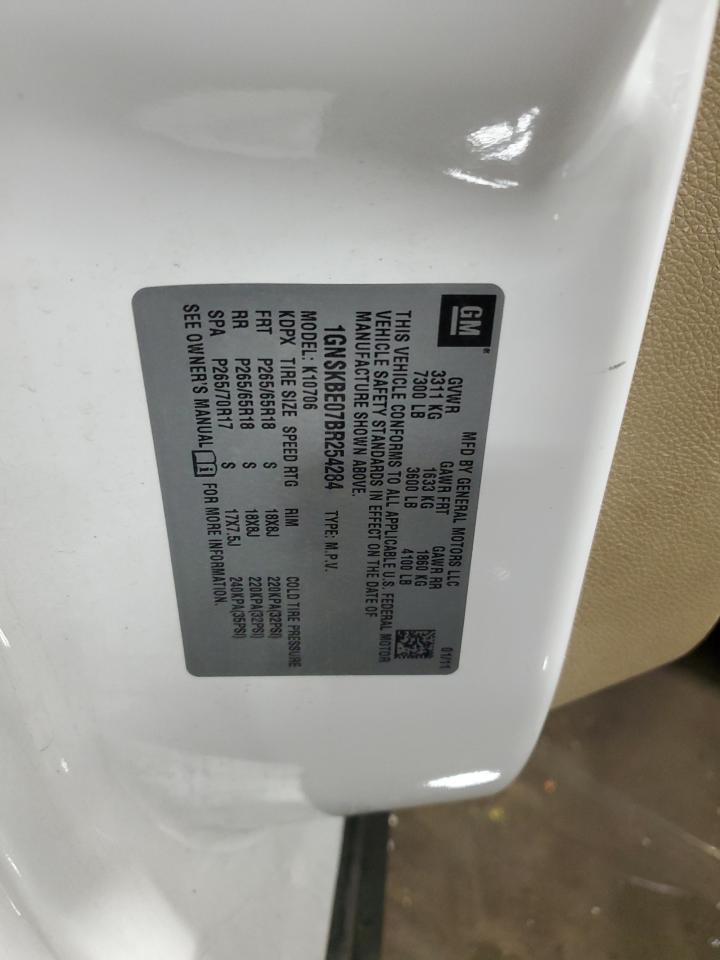 GM®
MFD BY GENERAL MOTORS LLC 01/11
GVWR GAWR FRT GAWR RR
3311 KG 1633 KG 1860 KG
7300 LB 3600 LB 4100 LB
THIS VEHICLE CONFORMS TO ALL APPLICABLE U.S. FEDERAL MOTOR
VEHICLE SAFETY STANDARDS IN EFFECT ON THE DATE OF
MANUFACTURE SHOWN ABOVE.
1GNSKBE07BR254284 TYPE: M.P.V.
MODEL: K10706
KDPX TIRE SIZE SPEED RTG RIM COLD TIRE PRESSURE
FRT P265/65R18 S 18X8J 220KPA(32PSI)
RR P265/65R18 S 18X8J 220KPA(32PSI)
SPA P265/70R17 S 17X7.5J 240KPA(35PSI)
SEE OWNER'S MANUAL i FOR MORE INFORMATION.